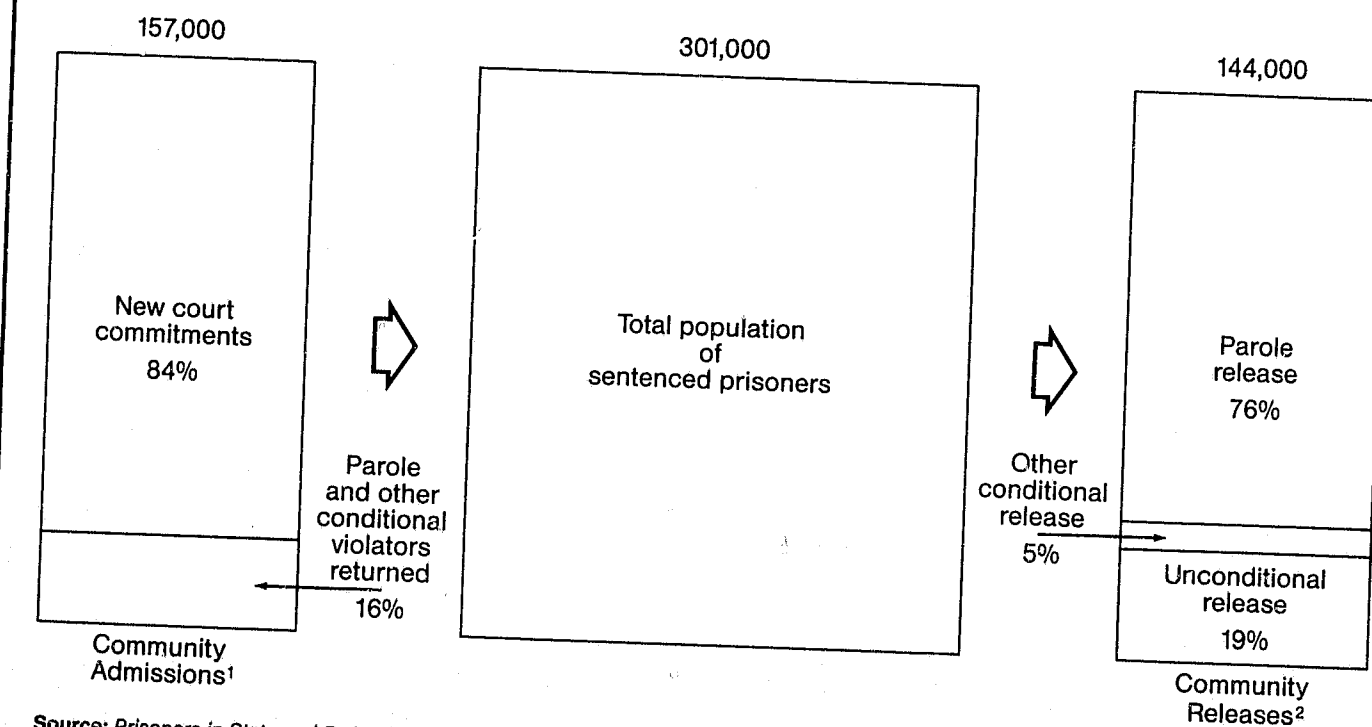 157,000
New court
commitments
84%
Parole
and other
conditional
violators
returned
16%
Community
Admissions¹
301,000
Total population
of
sentenced prisoners
144,000
Parole
release
76%
Other
conditional
release
5%
Unconditional
release
19%
Community
Releases²
Source: Prisoners in State